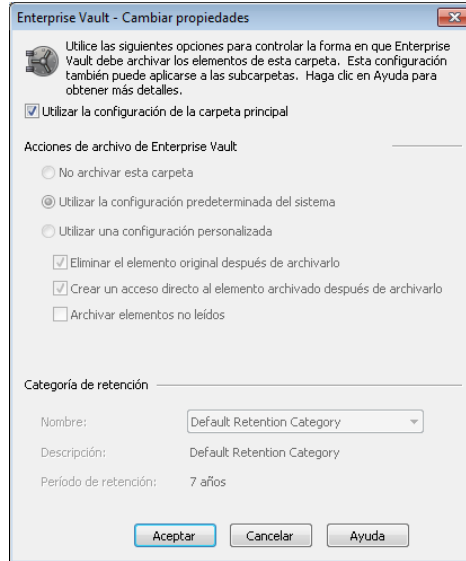 Enterprise Vault - Cambiar propiedades
Utilice las siguientes opciones para controlar la forma en que Enterprise
Vault debe archivar los elementos de esta carpeta. Esta configuración
también puede aplicarse a las subcarpetas. Haga clic en Ayuda para
obtener más detalles.
Utilizar la configuración de la carpeta principal
Acciones de archivo de Enterprise Vault
No archivar esta carpeta
Utilizar la configuración predeterminada del sistema
Utilizar una configuración personalizada
Eliminar el elemento original después de archivarlo
Crear un acceso directo al elemento archivado después de archivarlo
Archivar elementos no leídos
Categoría de retención
Nombre: Default Retention Category
Descripción: Default Retention Category
Período de retención: 7 años
Aceptar Cancelar Ayuda